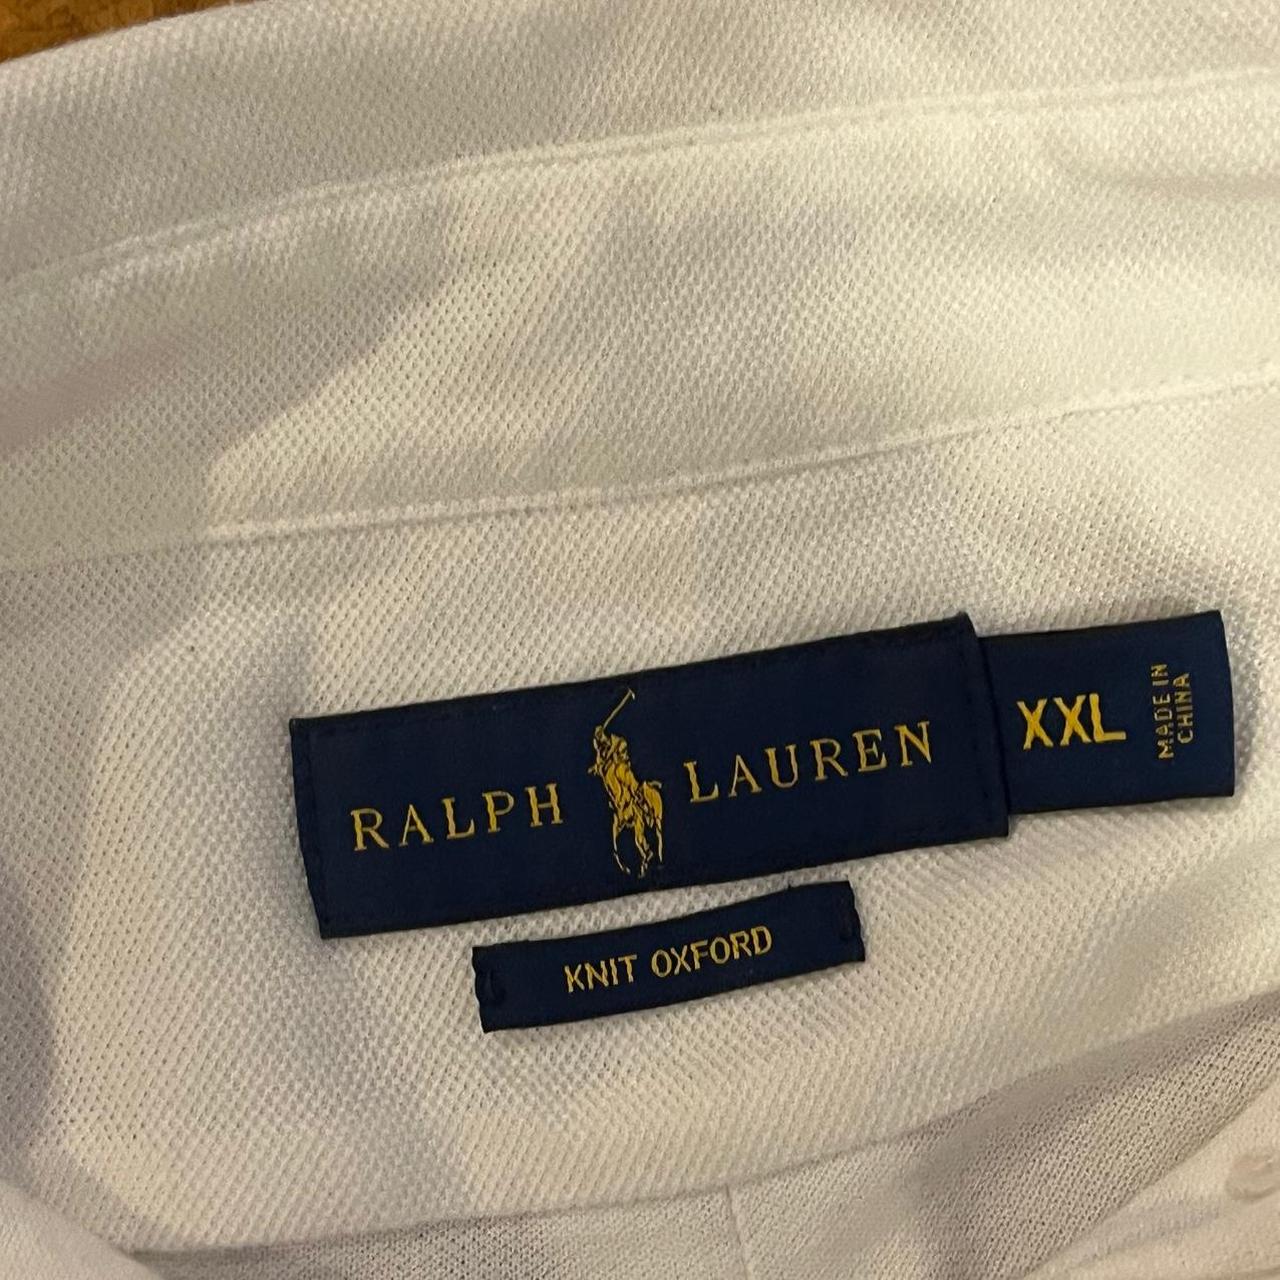 RALPH LAUREN
XXL
MADE IN
CHINA
KNIT OXFORD